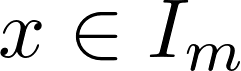 x ∈ I_m